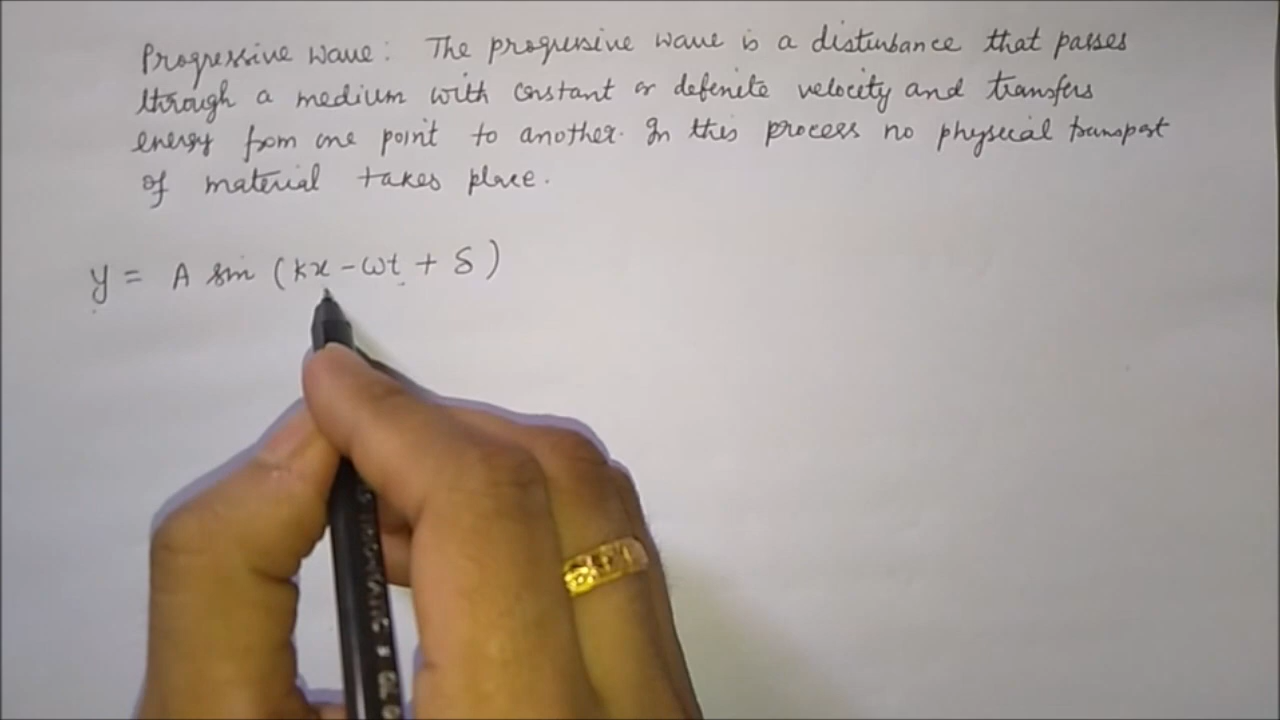 Progressive wave: The progressive wave is a disturbance that passes
through a medium with constant or definite velocity and transfers
energy from one point to another. In this process no physical transport
of material takes place.
y = A sin (kx - ωt + δ)